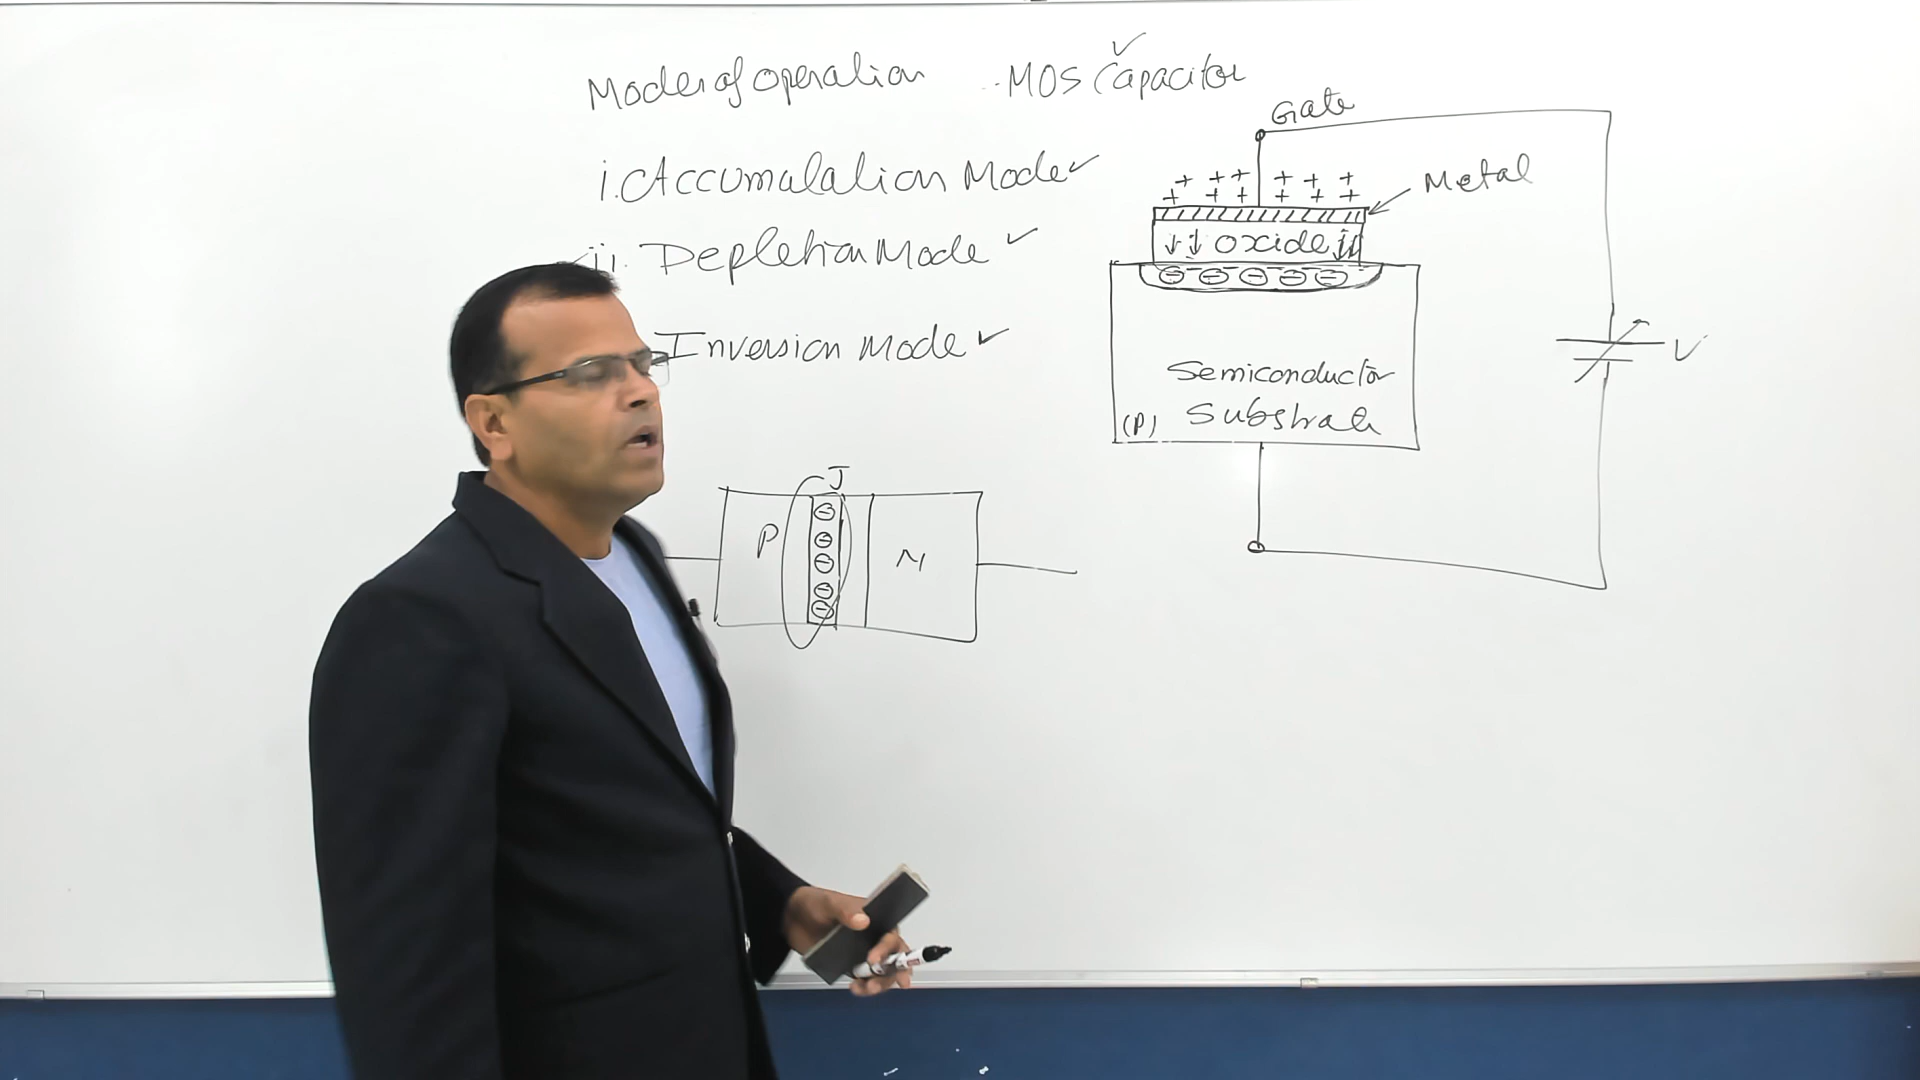 Modes of operation MOS Capacitor
i. Accumulation Mode
ii. Depletion Mode
Inversion Mode
Gate
+ + + + + +
+ + + + + +
Metal
oxide
Semiconductor
(P) Substrate
V
J
P
N